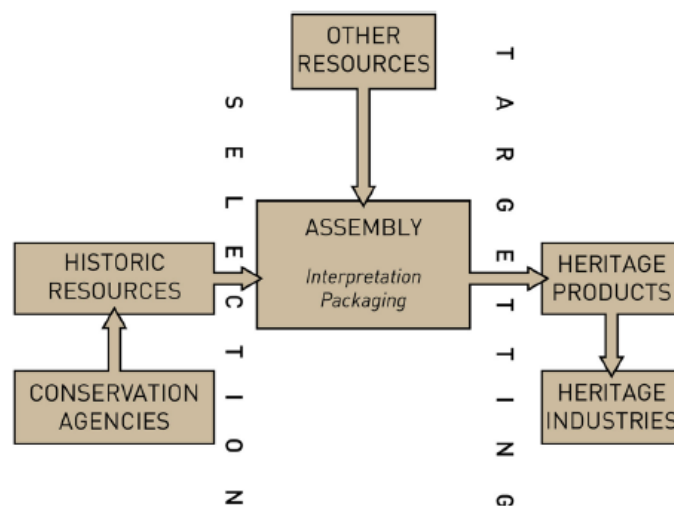 OTHER
RESOURCES
SELECTION
TARGETTING
ASSEMBLY
Interpretation
Packaging
HISTORIC
RESOURCES
HERITAGE
PRODUCTS
CONSERVATION
AGENCIES
HERITAGE
INDUSTRIES